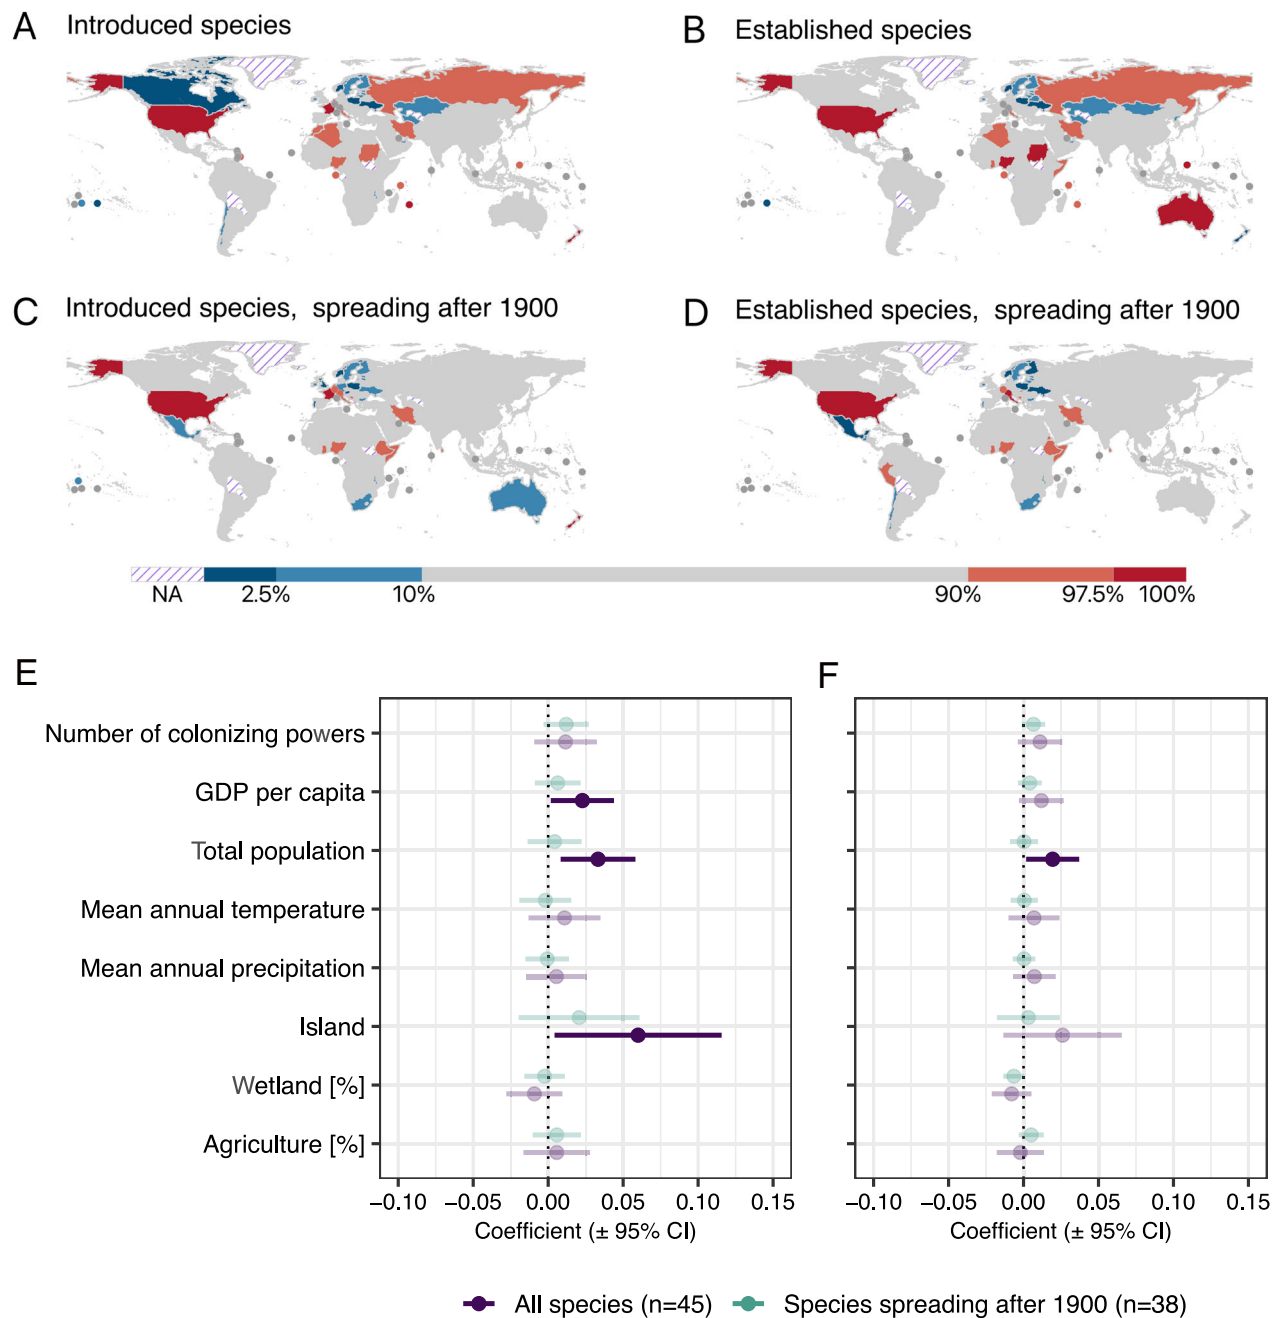 A Introduced species
B Established species
C Introduced species, spreading after 1900
D Established species, spreading after 1900
NA 2.5% 10% 90% 97.5% 100%
E
F
Number of colonizing powers
GDP per capita
Total population
Mean annual temperature
Mean annual precipitation
Island
Wetland [%]
Agriculture [%]
−0.10 −0.05 0.00 0.05 0.10 0.15
−0.10 −0.05 0.00 0.05 0.10 0.15
Coefficient (± 95% CI)
Coefficient (± 95% CI)
All species (n=45) Species spreading after 1900 (n=38)